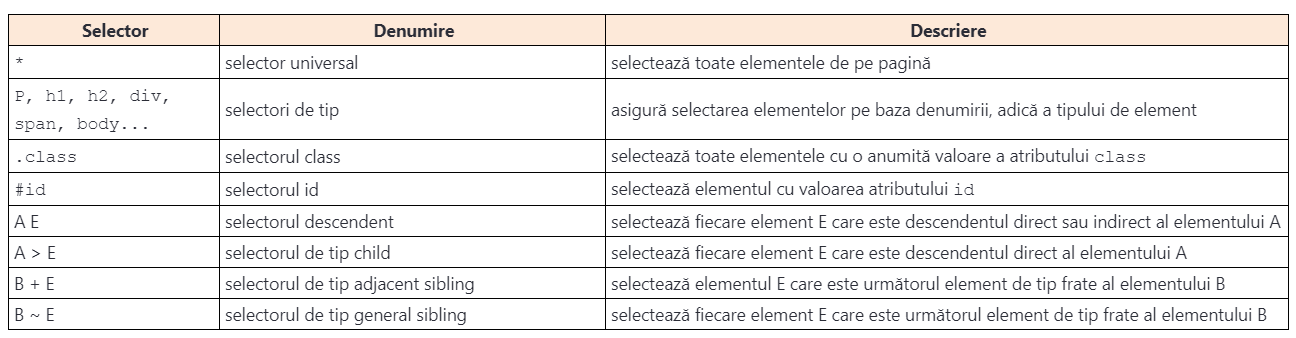 Selector Denumire Descriere
* selector universal selectează toate elementele de pe pagină
P, h1, h2, div,
span, body... selectori de tip asigură selectarea elementelor pe baza denumirii, adică a tipului de element
.class selectorul class selectează toate elementele cu o anumită valoare a atributului class
#id selectorul id selectează elementul cu valoarea atributului id
A E selectorul descendent selectează fiecare element E care este descendentul direct sau indirect al elementului A
A > E selectorul de tip child selectează fiecare element E care este descendentul direct al elementului A
B + E selectorul de tip adjacent sibling selectează elementul E care este următorul element de tip frate al elementului B
B ~ E selectorul de tip general sibling selectează fiecare element E care este următorul element de tip frate al elementului B